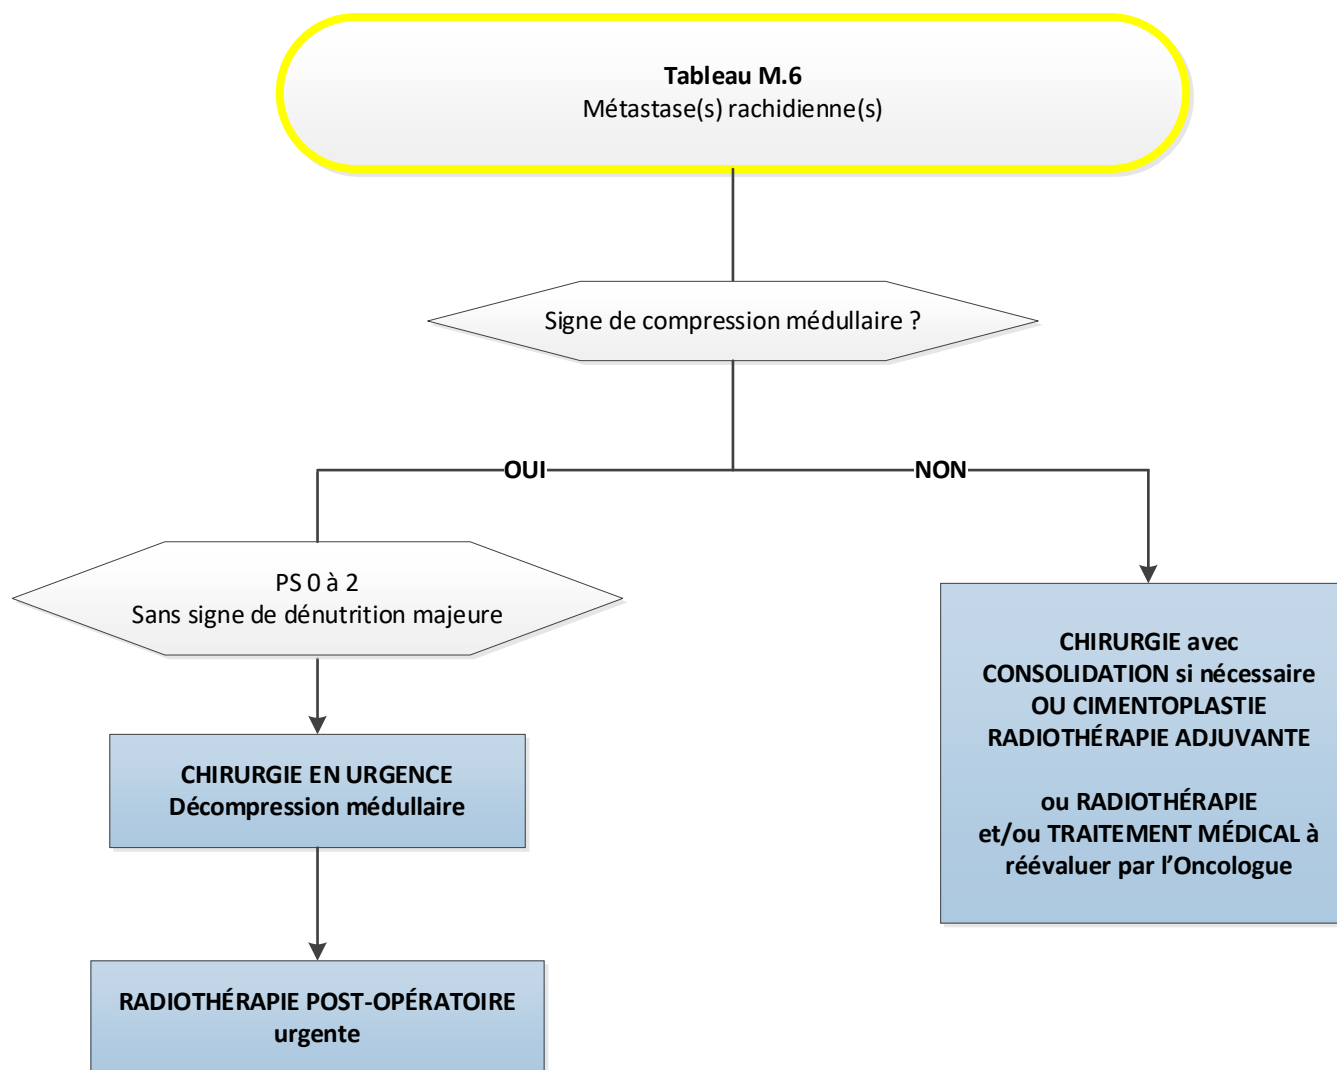 Tableau M.6
Métastase(s) rachidienne(s)
Signe de compression médullaire ?
OUI
NON
PS 0 à 2
Sans signe de dénutrition majeure
CHIRURGIE EN URGENCE
Décompression médullaire
RADIOTHÉRAPIE POST-OPÉRATOIRE
urgente
CHIRURGIE avec
CONSOLIDATION si nécessaire
OU CIMENTOPLASTIE
RADIOTHÉRAPIE ADJUVANTE
ou RADIOTHÉRAPIE
et/ou TRAITEMENT MÉDICAL à
réévaluer par l’Oncologue